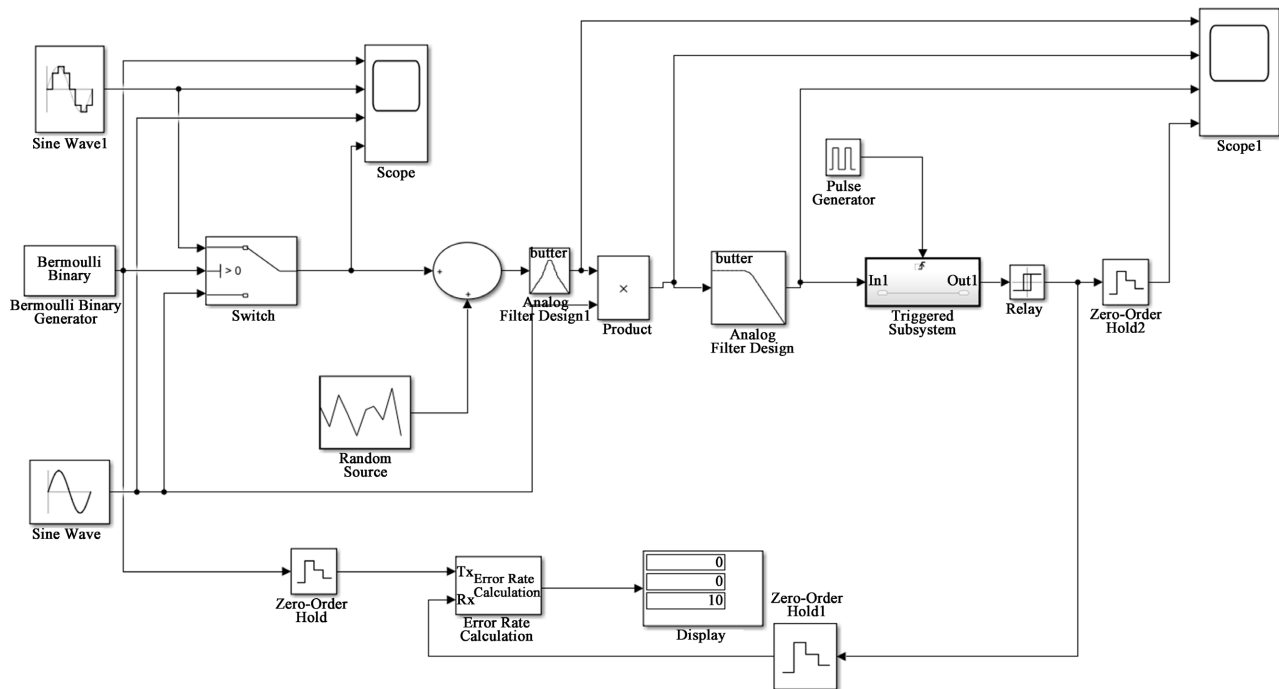 Sine Wave1
Scope
Scope1
Pulse
Generator
Bermoulli
Binary
Bermoulli Binary
Generator
> 0
Switch
+
+
butter
Analog
Filter Design1
×
Product
butter
Analog
Filter Design
In1
Out1
Triggered
Subsystem
Relay
Zero-Order
Hold2
Random
Source
Sine Wave
Zero-Order
Hold
Tx
Rx
Error Rate
Calculation
Error Rate
Calculation
0
0
10
Display
Zero-Order
Hold1